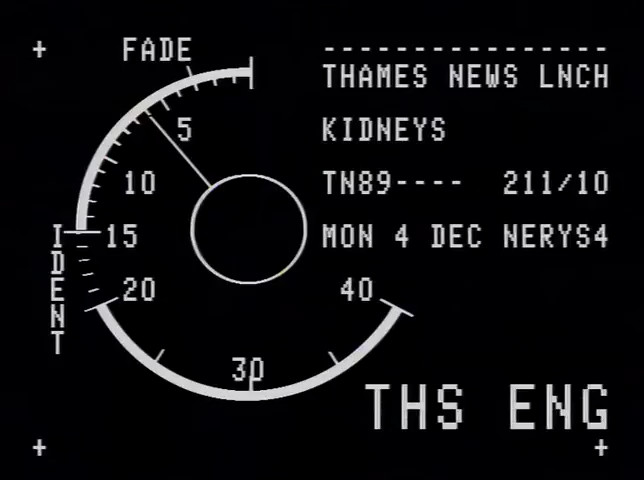 FADE
5
10
15
20
30
40
IDENT
----------------
THAMES NEWS LNCH
KIDNEYS
TN89---- 211/10
MON 4 DEC NERYS4
THS ENG